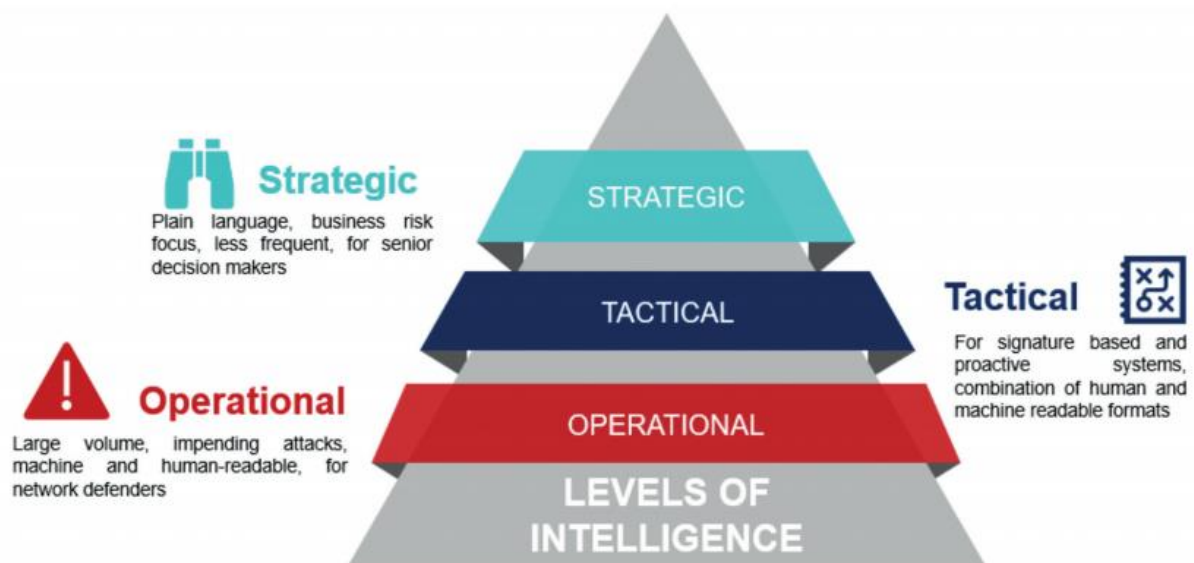 Strategic
Plain language, business risk
focus, less frequent, for senior
decision makers
STRATEGIC
TACTICAL
Tactical
For signature based and
proactive systems,
combination of human and
machine readable formats
Operational
Large volume, impending attacks,
machine and human-readable, for
network defenders
OPERATIONAL
LEVELS OF
INTELLIGENCE